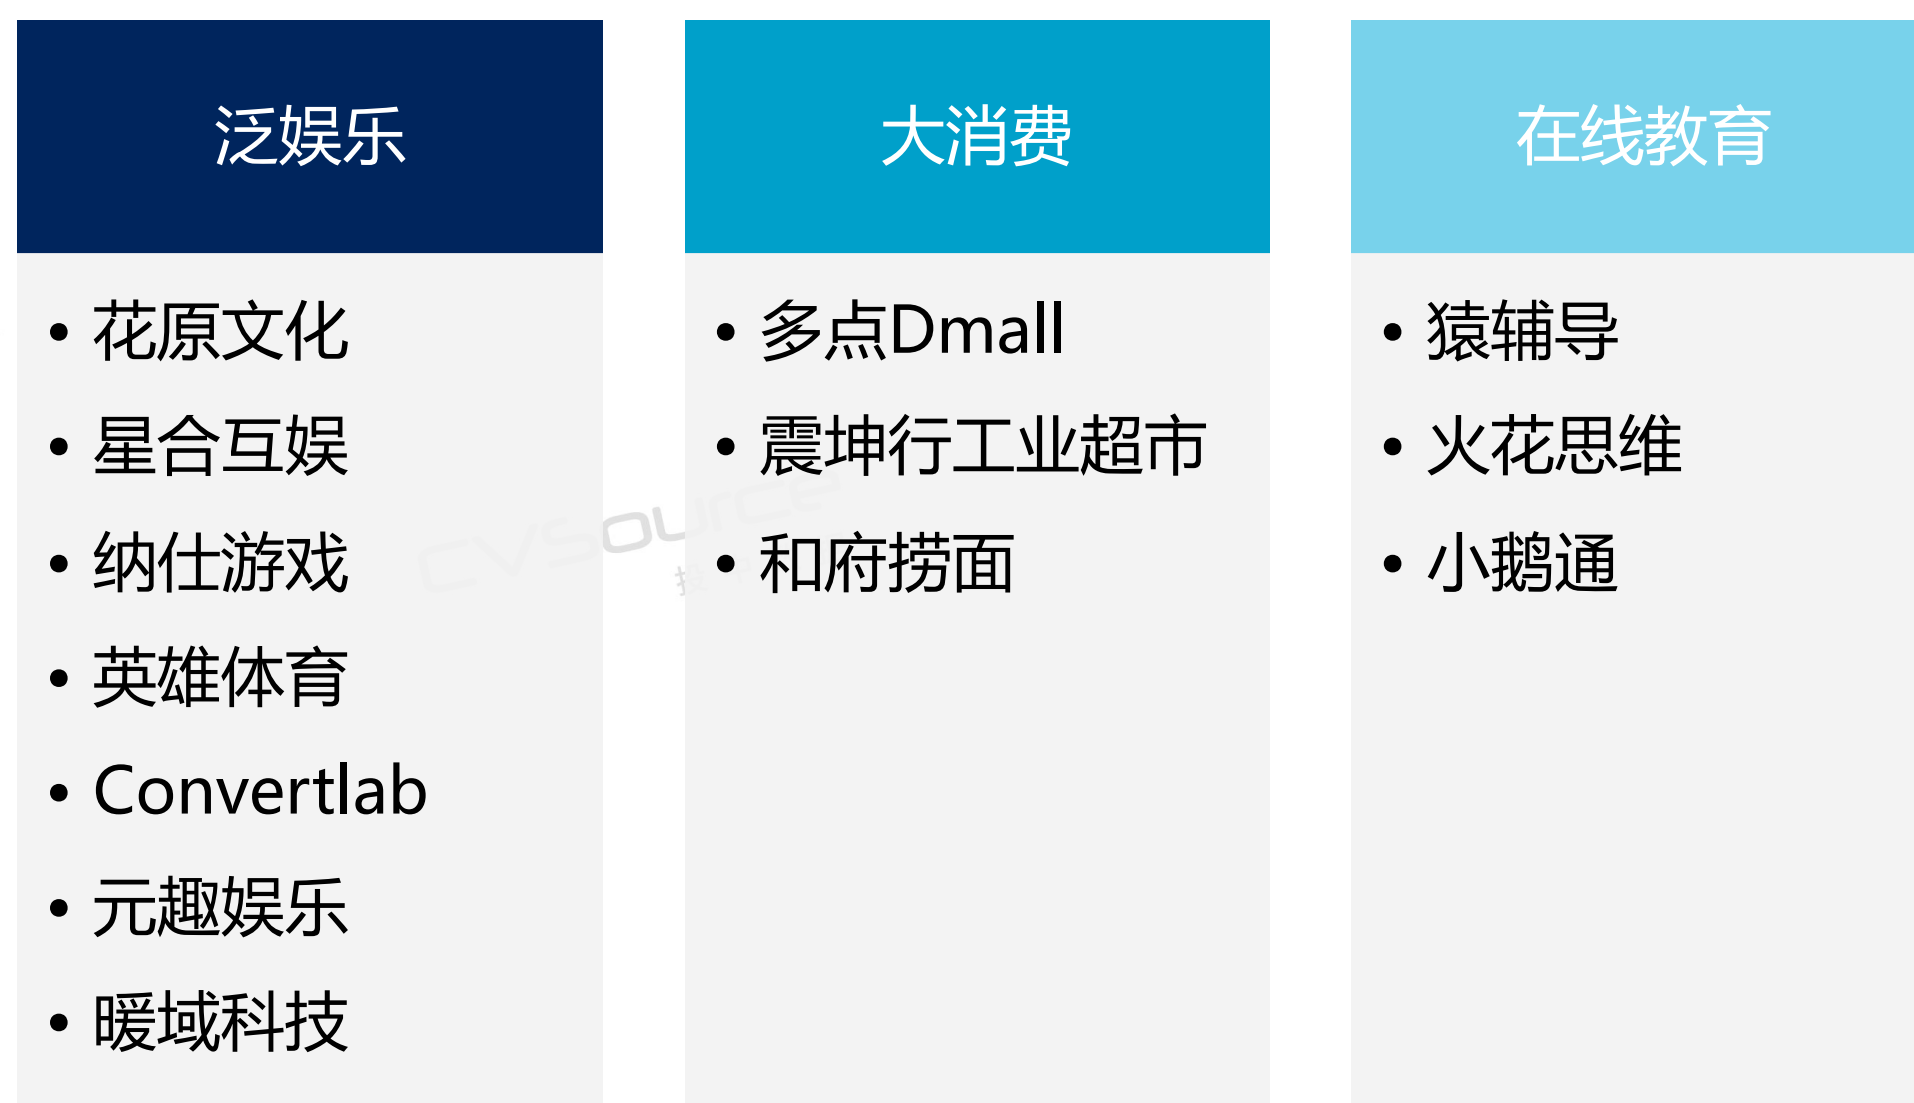 泛娱乐
• 花原文化
• 星合互娱
• 纳仕游戏
• 英雄体育
• Convertlab
• 元趣娱乐
• 暖域科技
大消费
• 多点Dmall
• 震坤行工业超市
• 和府捞面
在线教育
• 猿辅导
• 火花思维
• 小鹅通
CVSource
投中